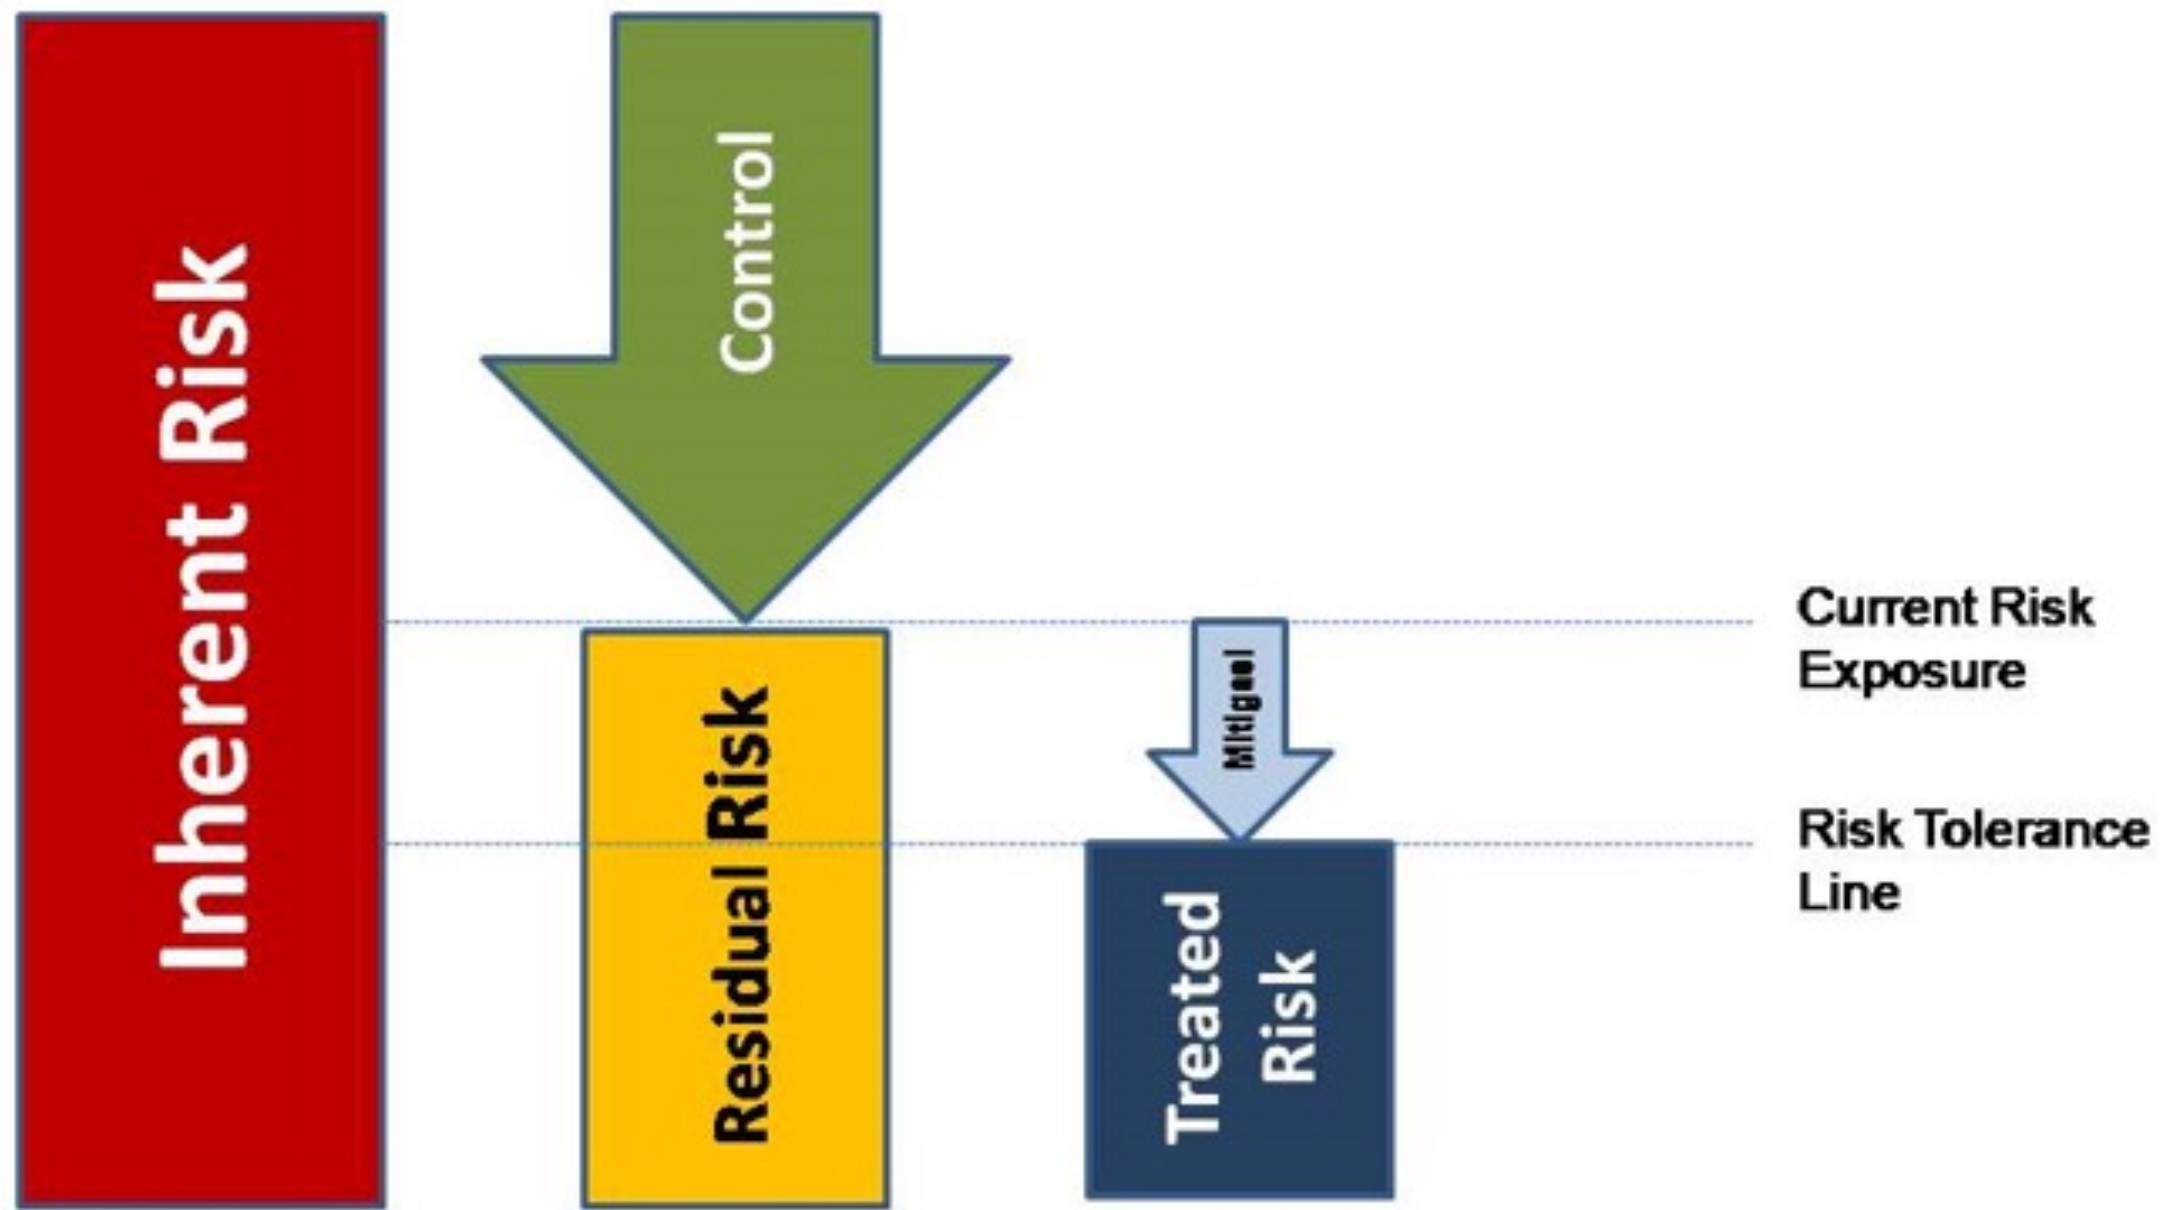 Inherent Risk
Control
Residual Risk
Treated
Risk
Current Risk
Exposure
Risk Tolerance
Line